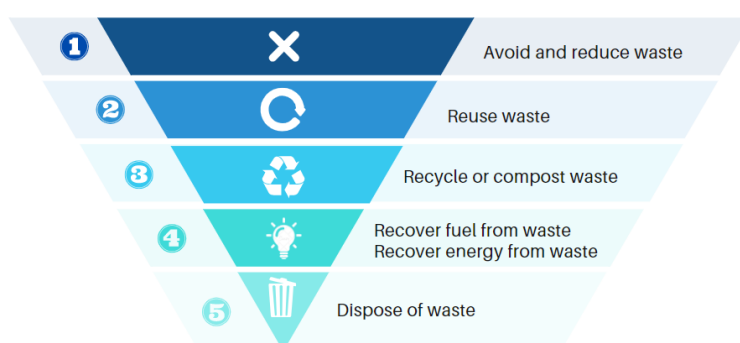 1
Avoid and reduce waste
2
Reuse waste
3
Recycle or compost waste
4
Recover fuel from waste
Recover energy from waste
5
Dispose of waste